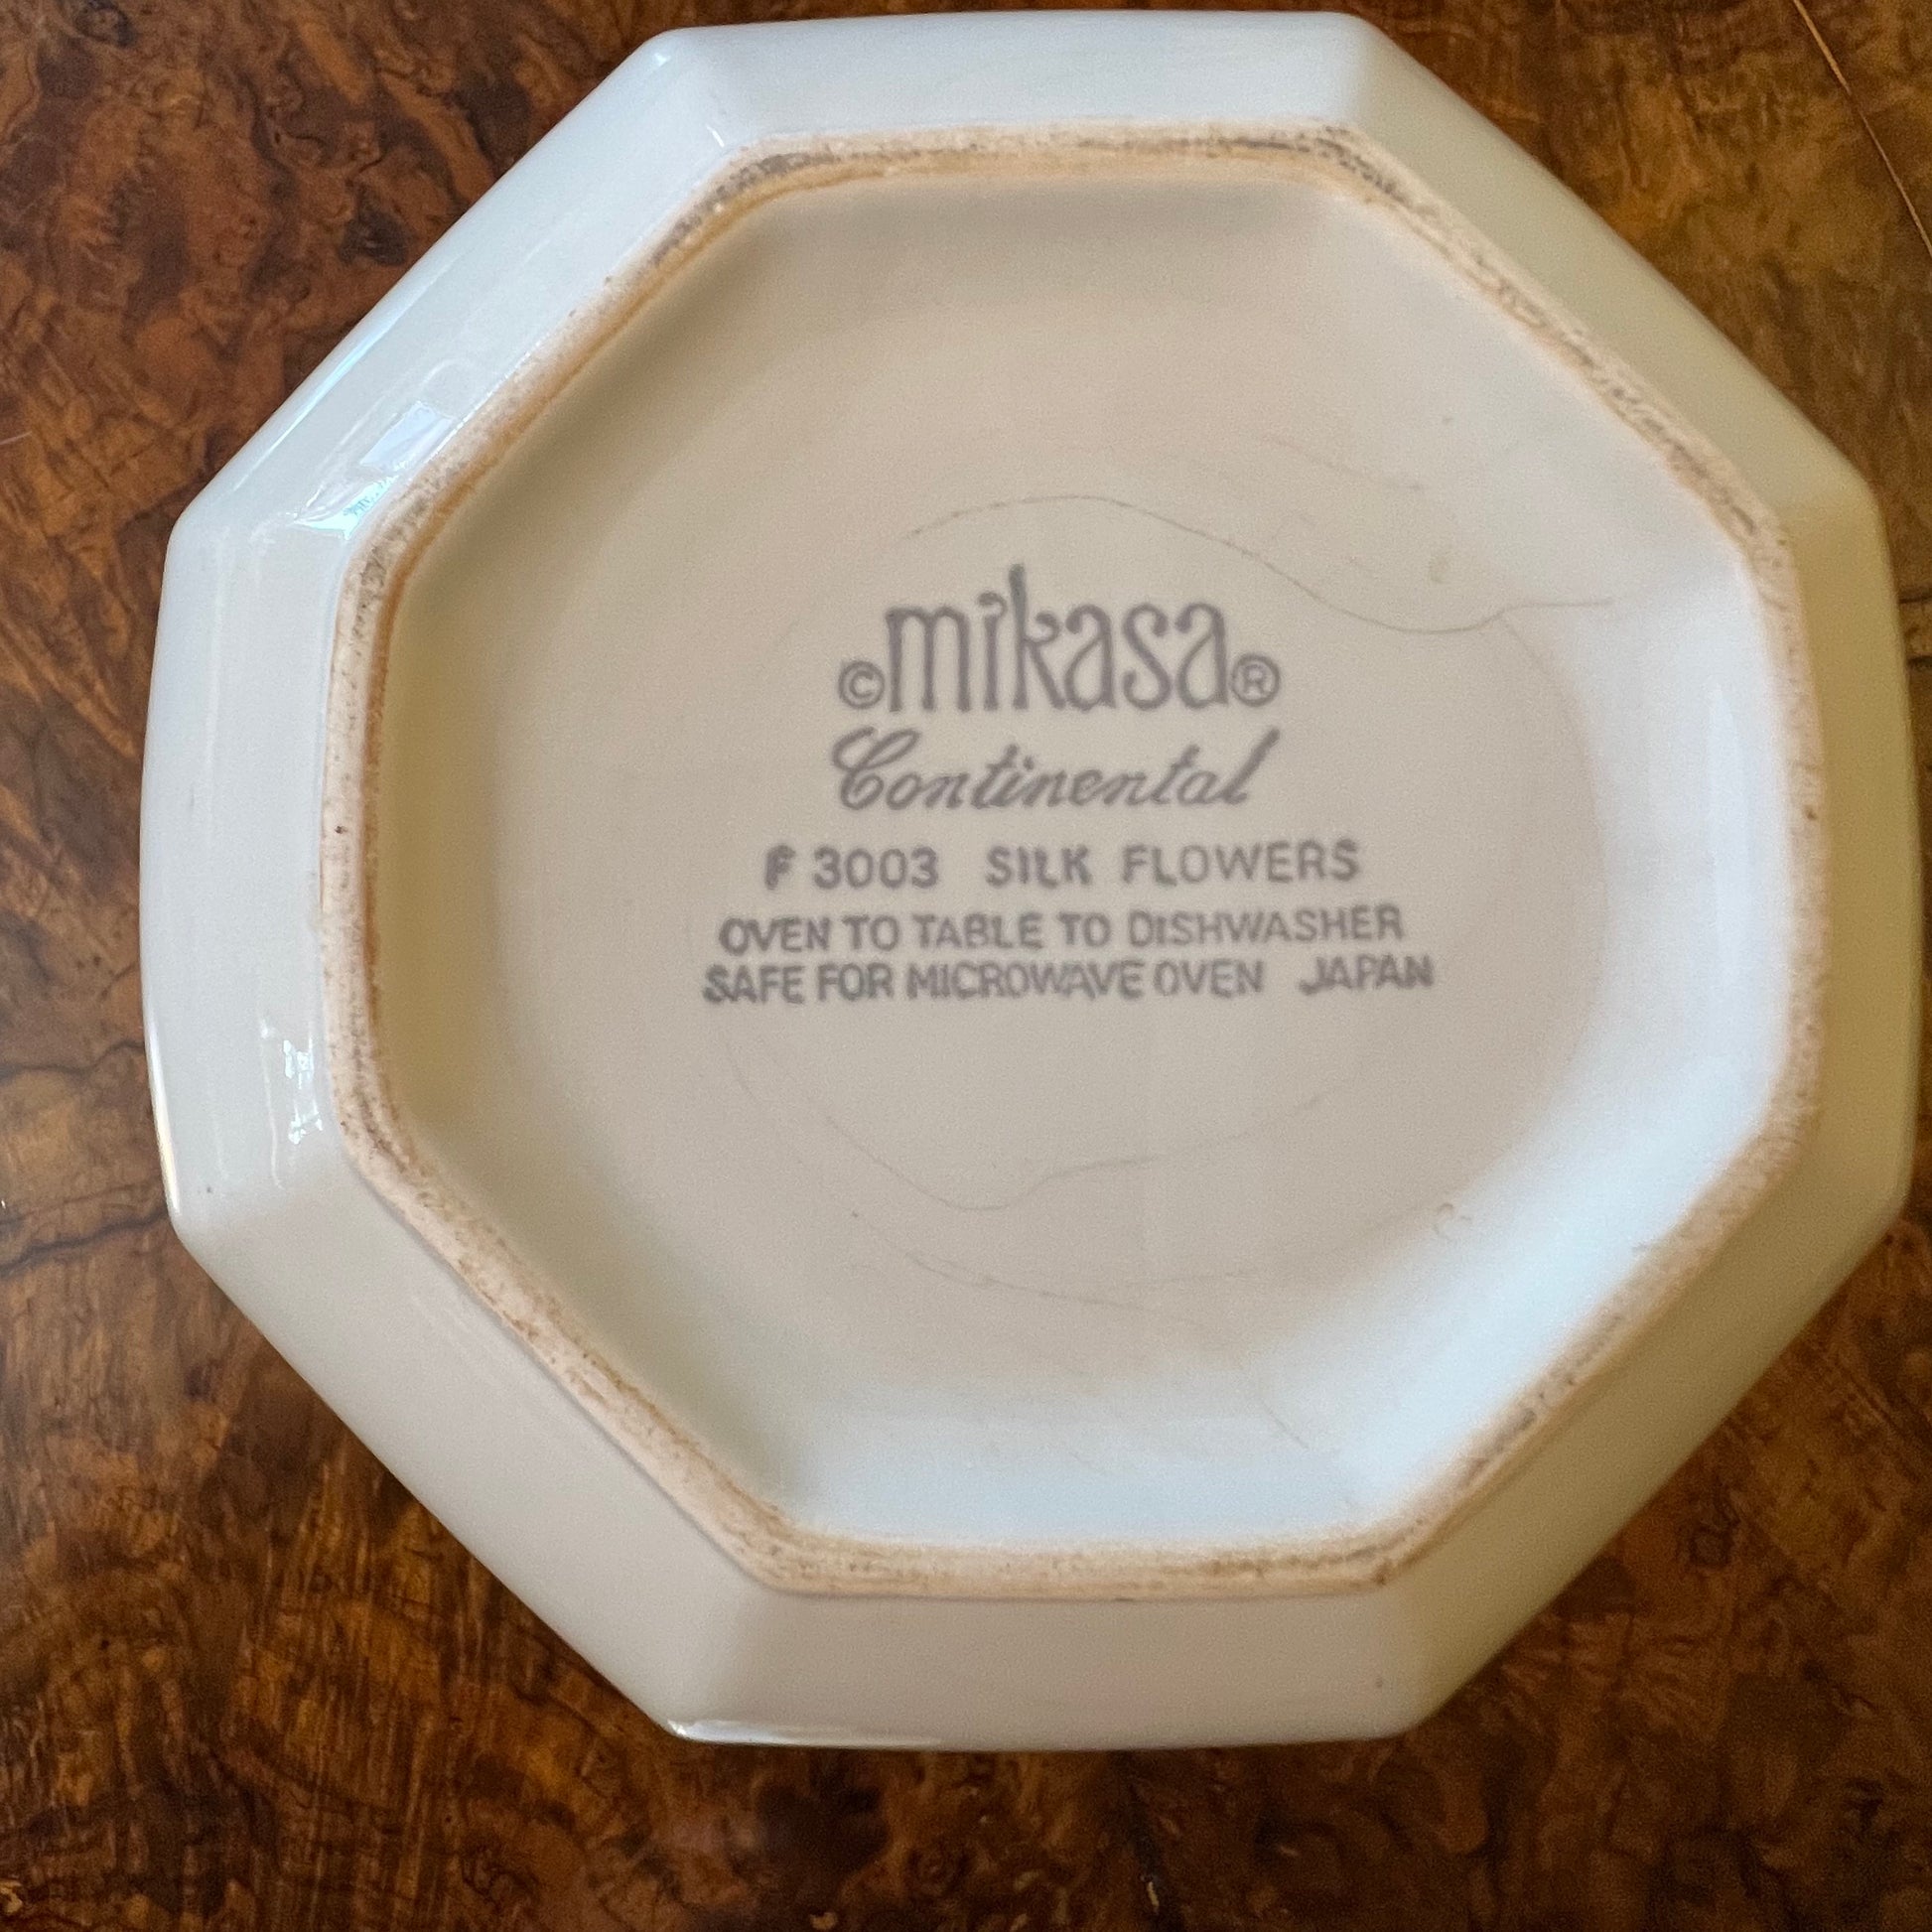 ©mikasa®
Continental
F 3003 SILK FLOWERS
OVEN TO TABLE TO DISHWASHER
SAFE FOR MICROWAVE OVEN JAPAN